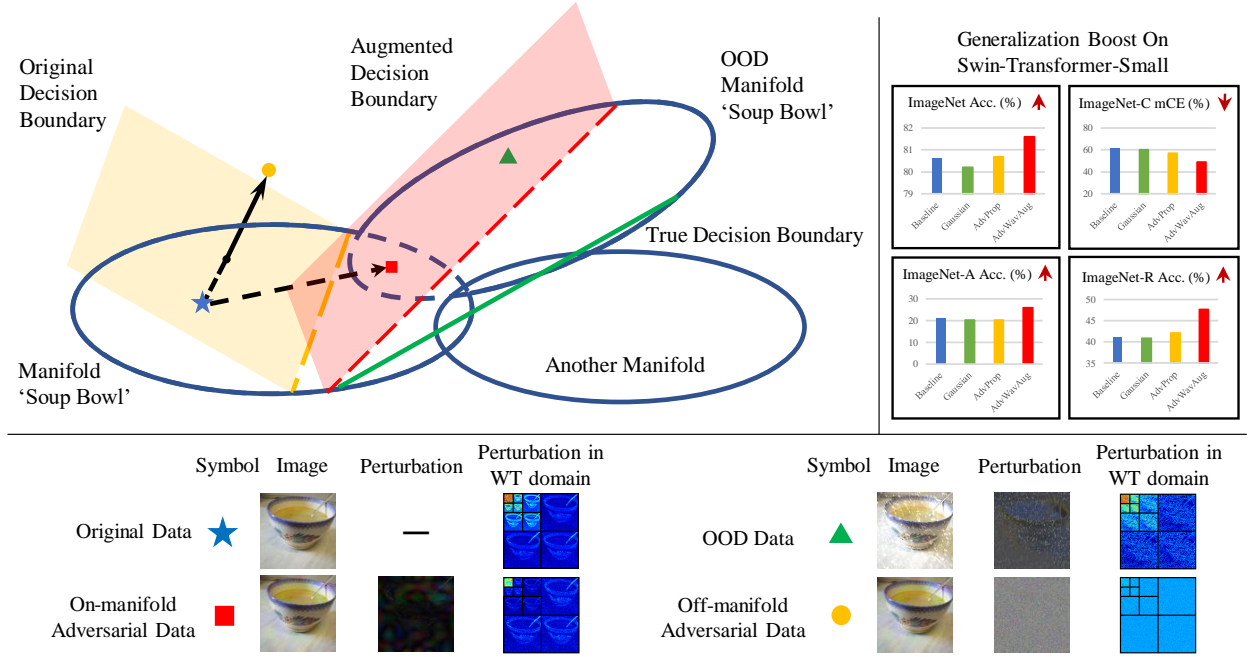 Original
Decision
Boundary
Augmented
Decision
Boundary
OOD
Manifold
‘Soup Bowl’
True Decision Boundary
Another Manifold
Manifold
‘Soup Bowl’
Generalization Boost On
Swin-Transformer-Small
ImageNet Acc. (%)
82
81
80
79
Baseline
Gaussian
AdvProp
AdvWavAug
ImageNet-C mCE (%)
80
60
40
20
Baseline
Gaussian
AdvProp
AdvWavAug
ImageNet-A Acc. (%)
30
20
10
0
Baseline
Gaussian
AdvProp
AdvWavAug
ImageNet-R Acc. (%)
50
45
40
35
Baseline
Gaussian
AdvProp
AdvWavAug
Symbol Image Perturbation Perturbation in
WT domain
Original Data
On-manifold
Adversarial Data
Symbol Image Perturbation Perturbation in
WT domain
OOD Data
Off-manifold
Adversarial Data